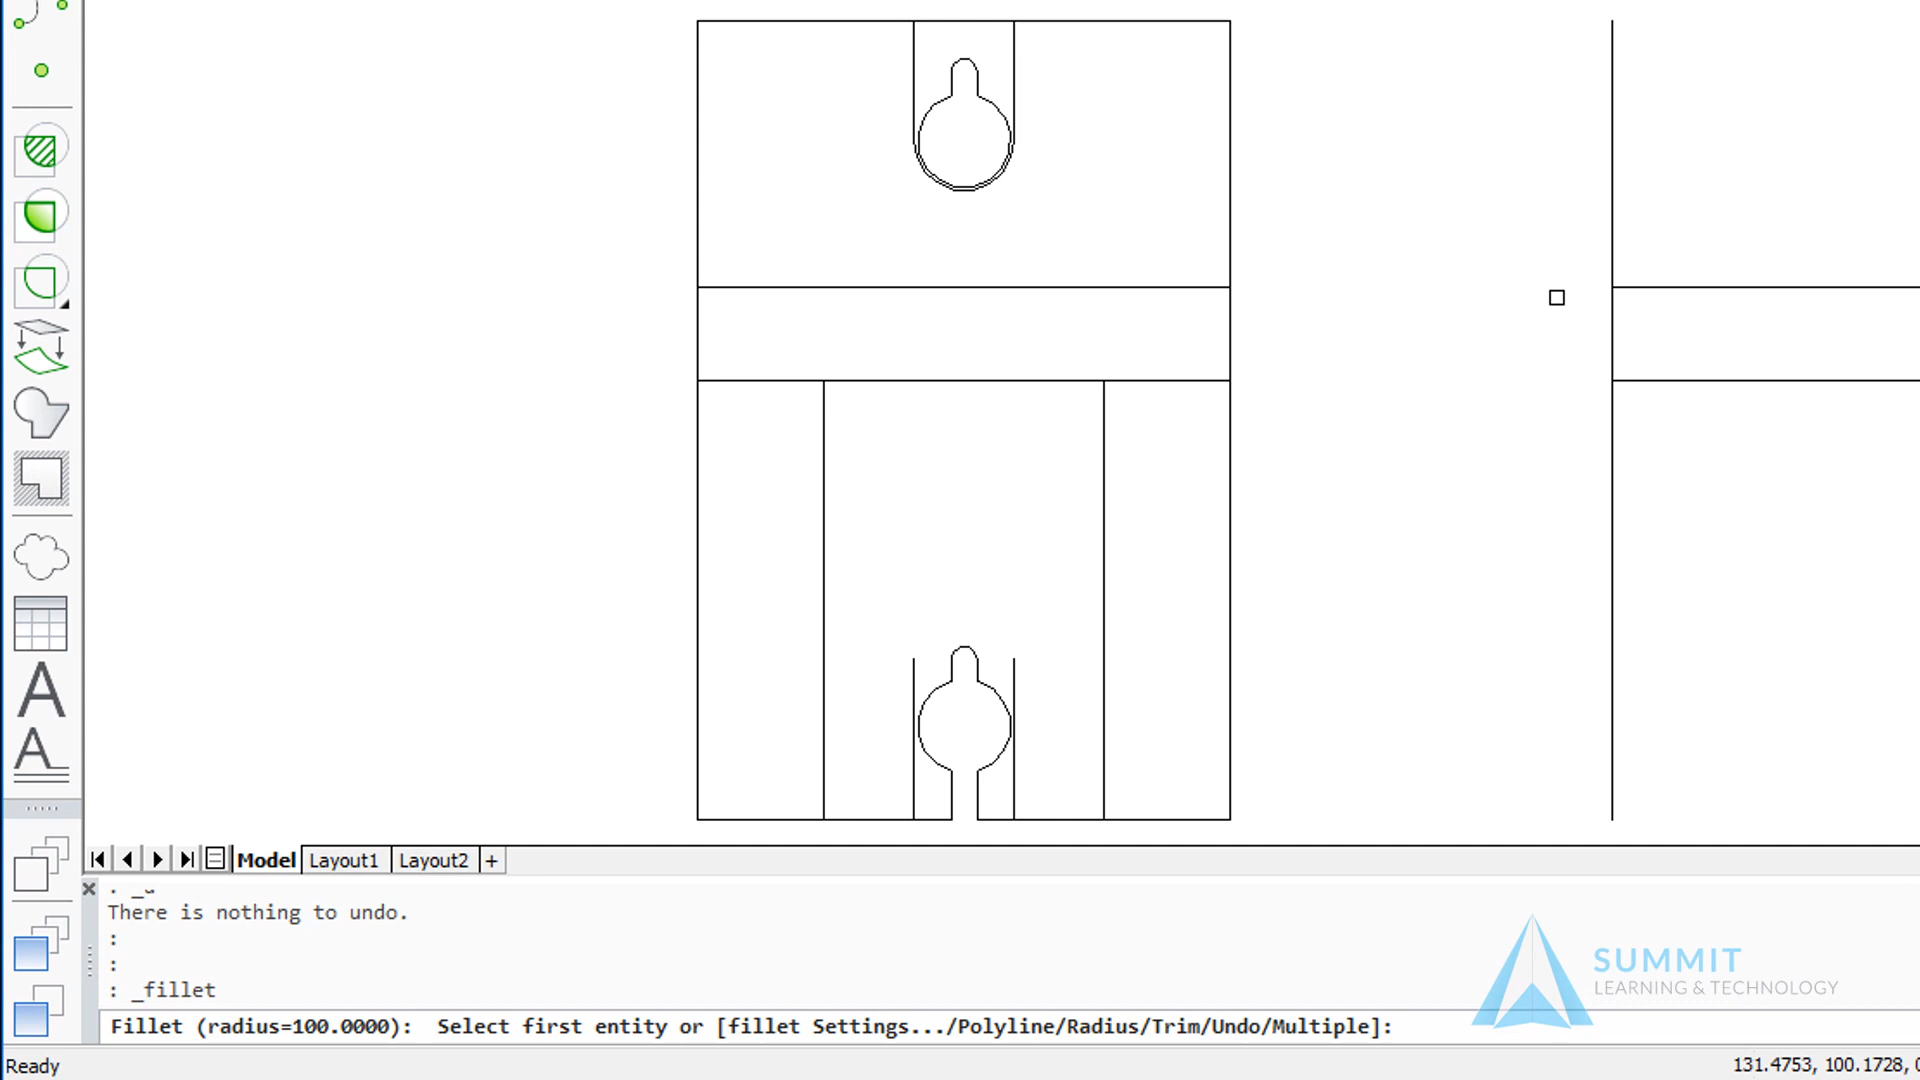 A
A
Model Layout1 Layout2 +
There is nothing to undo.
:
:
: _fillet
Fillet (radius=100.0000): Select first entity or [fillet Settings.../Polyline/Radius/Trim/Undo/Multiple]:
SUMMIT
LEARNING & TECHNOLOGY
Ready
131.4753, 100.1728,